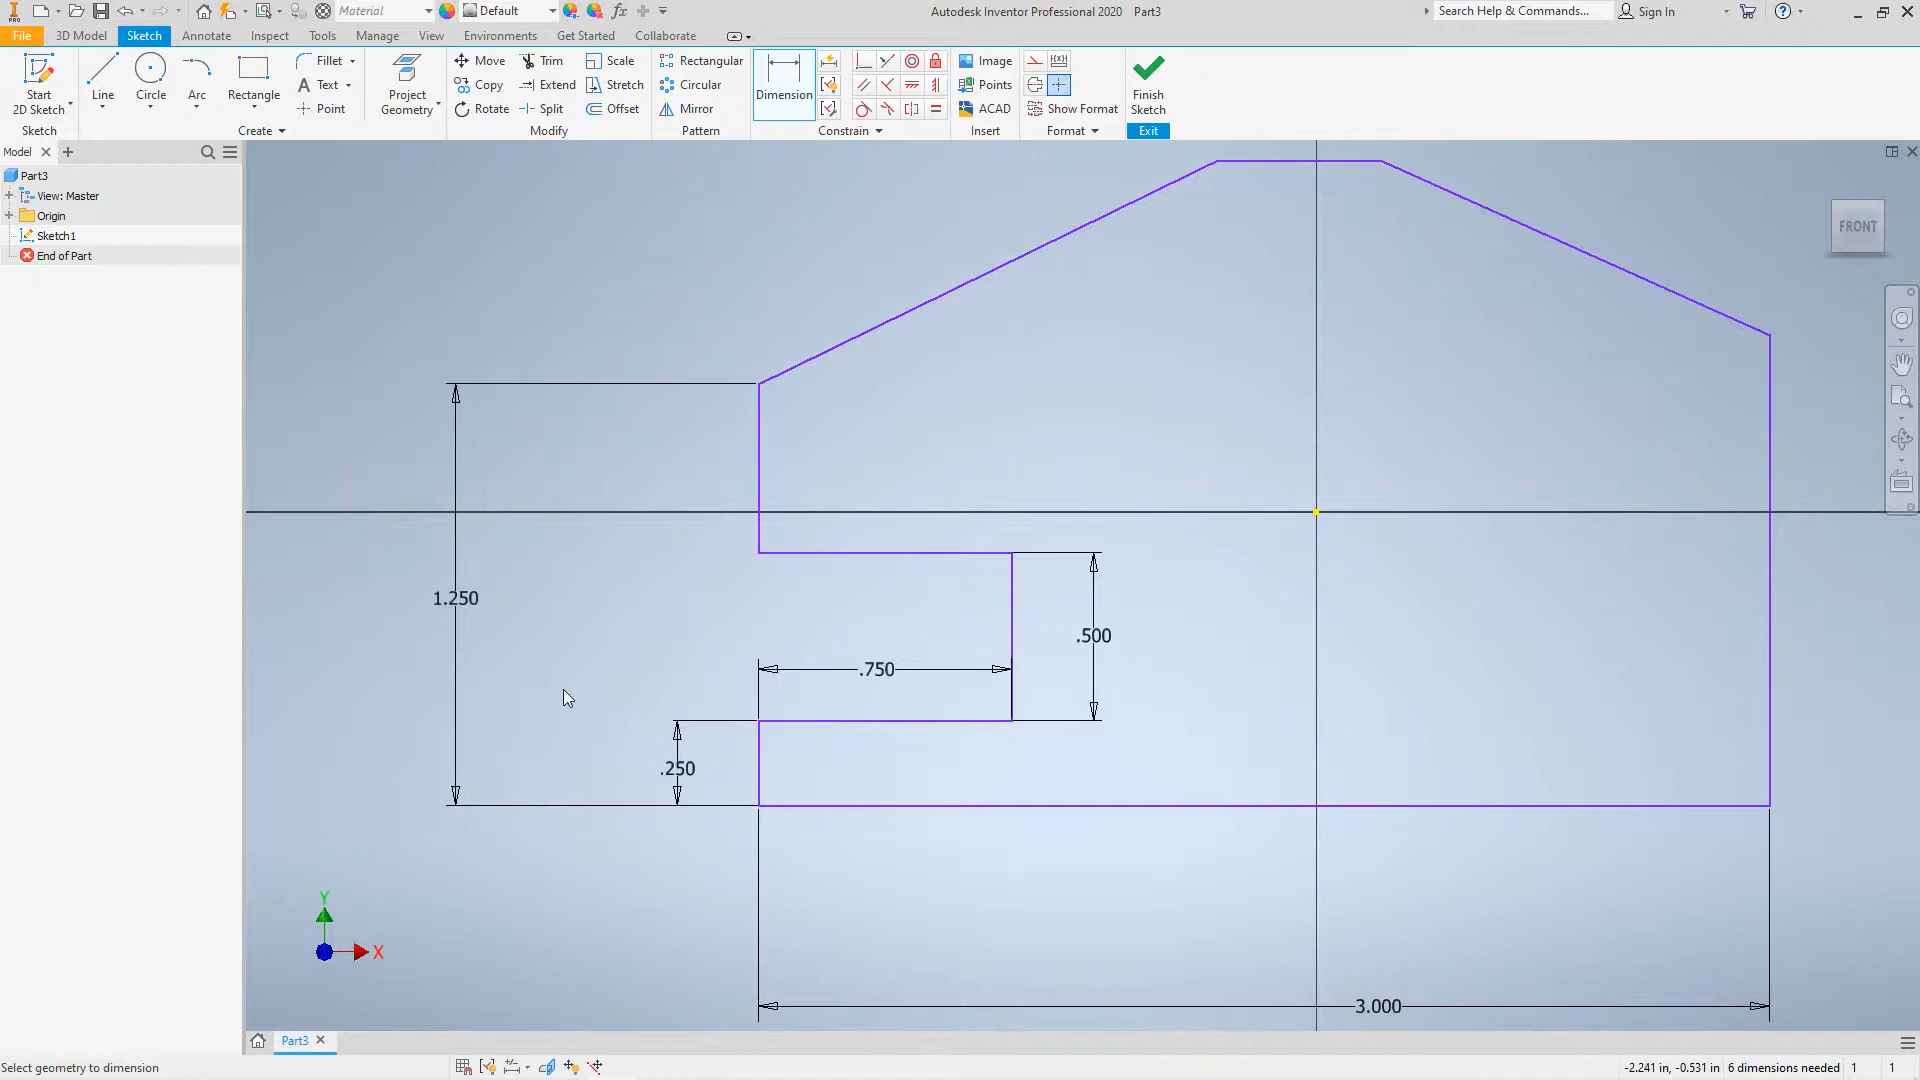 PRO
Material
Default
fx
Autodesk Inventor Professional 2020 Part3
Search Help & Commands...
Sign In
File 3D Model Sketch Annotate Inspect Tools Manage View Environments Get Started Collaborate
Start
2D Sketch
Line
Circle
Arc
Rectangle
Fillet
Text
Point
Project
Geometry
Move
Copy
Rotate
Trim
Extend
Split
Scale
Stretch
Offset
Rectangular
Circular
Mirror
Dimension
Image
Points
ACAD
Show Format
Finish
Sketch
Sketch Create Modify Pattern Constrain Insert Format Exit
Model
Part3
View: Master
Origin
Sketch1
End of Part
FRONT
1.250
.500
.750
.250
3.000
Y
X
Part3
Select geometry to dimension
-2.241 in, -0.531 in 6 dimensions needed 1 1